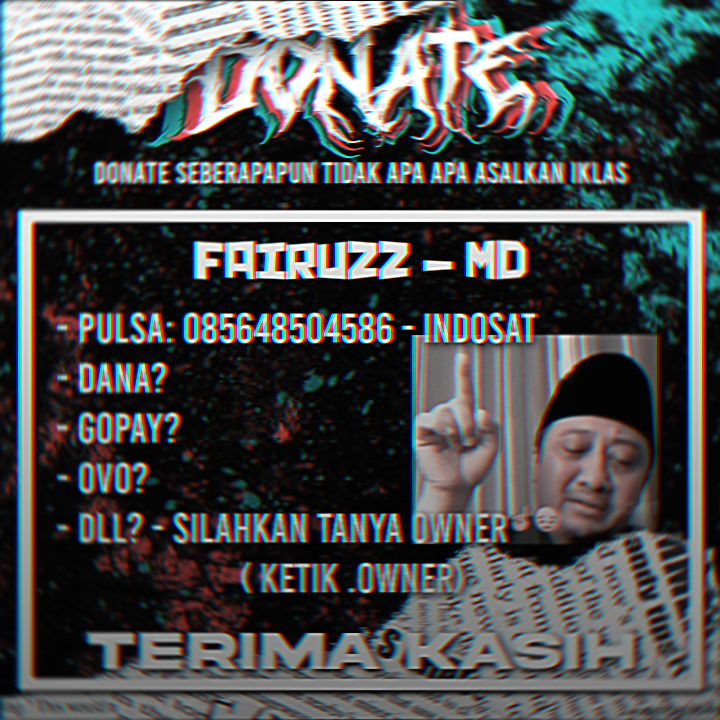 DONATE
DONATE SEBERAPAPUN TIDAK APA APA ASALKAN IKLAS
FAIRUZZ - MD
- PULSA: 085648504586 - INDOSAT
- DANA?
- GOPAY?
- OVO?
- DLL? - SILAHKAN TANYA OWNER☝😳
( KETIK .OWNER)
TERIMA KASIH